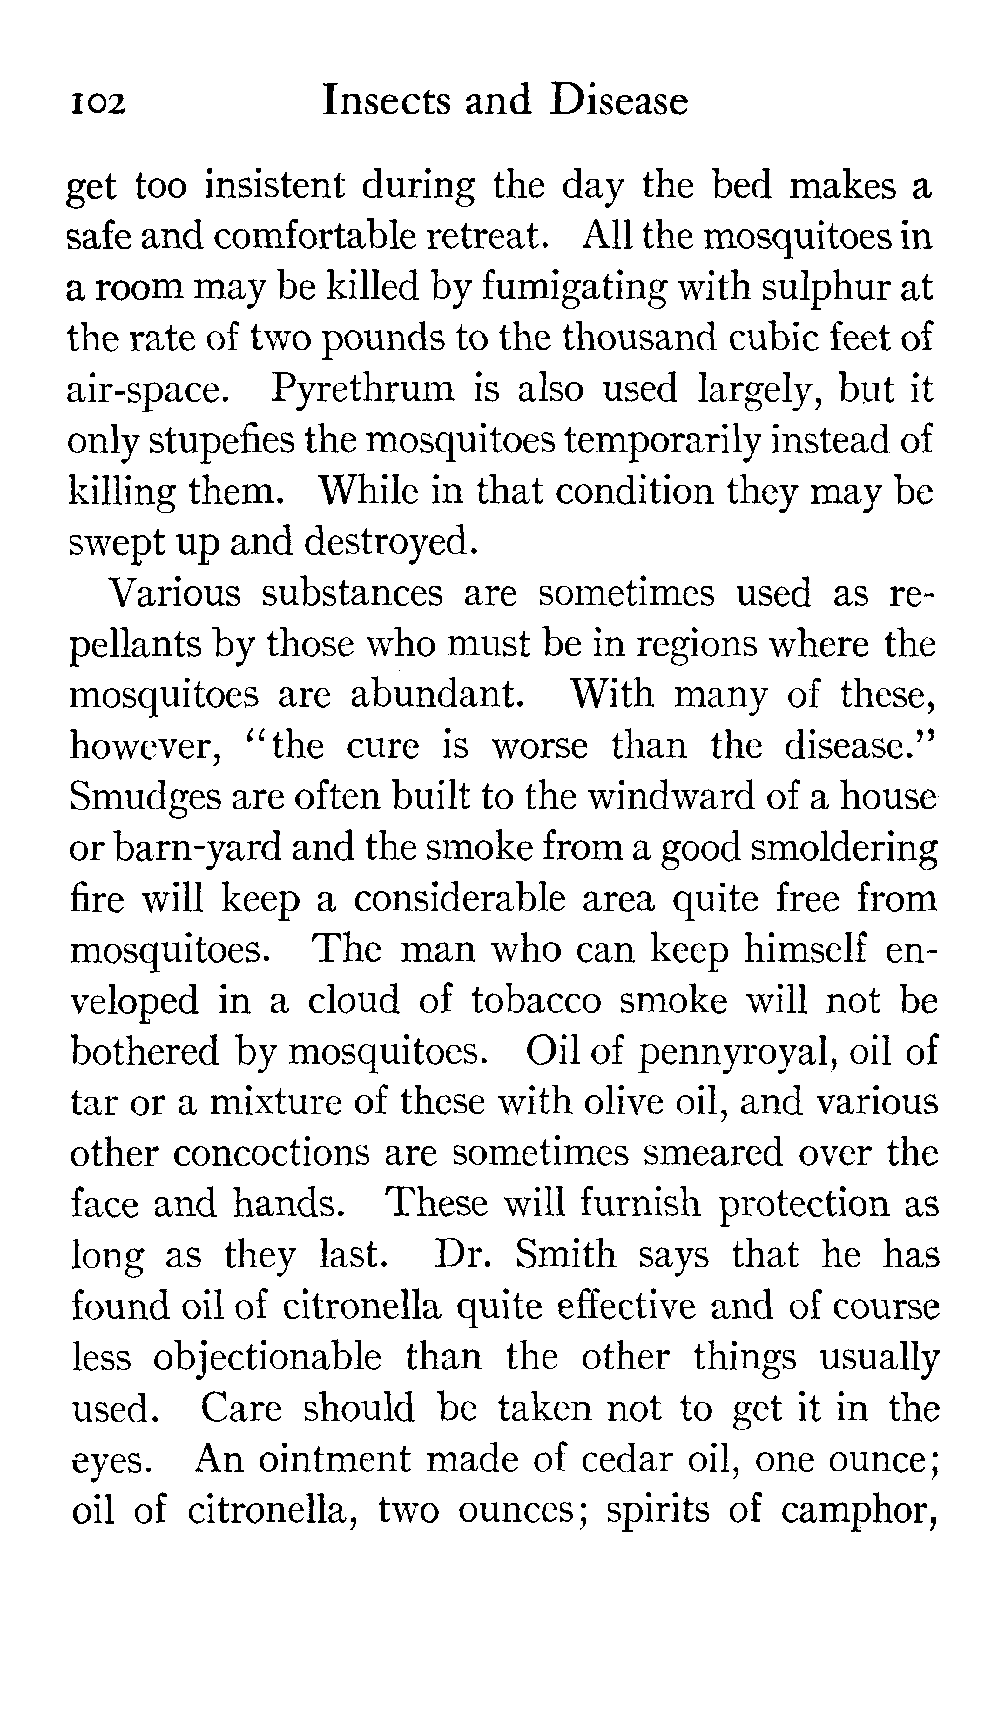 102 Insects and Disease
get too insistent during the day the bed makes a
safe and comfortable retreat. All the mosquitoes in
a room may be killed by fumigating with sulphur at
the rate of two pounds to the thousand cubic feet of
air-space. Pyrethrum is also used largely, but it
only stupefies the mosquitoes temporarily instead of
killing them. While in that condition they may be
swept up and destroyed.
Various substances are sometimes used as re-
pellants by those who must be in regions where the
mosquitoes are abundant. With many of these,
however, "the cure is worse than the disease."
Smudges are often built to the windward of a house
or barn-yard and the smoke from a good smoldering
fire will keep a considerable area quite free from
mosquitoes. The man who can keep himself en-
veloped in a cloud of tobacco smoke will not be
bothered by mosquitoes. Oil of pennyroyal, oil of
tar or a mixture of these with olive oil, and various
other concoctions are sometimes smeared over the
face and hands. These will furnish protection as
long as they last. Dr. Smith says that he has
found oil of citronella quite effective and of course
less objectionable than the other things usually
used. Care should be taken not to get it in the
eyes. An ointment made of cedar oil, one ounce;
oil of citronella, two ounces; spirits of camphor,